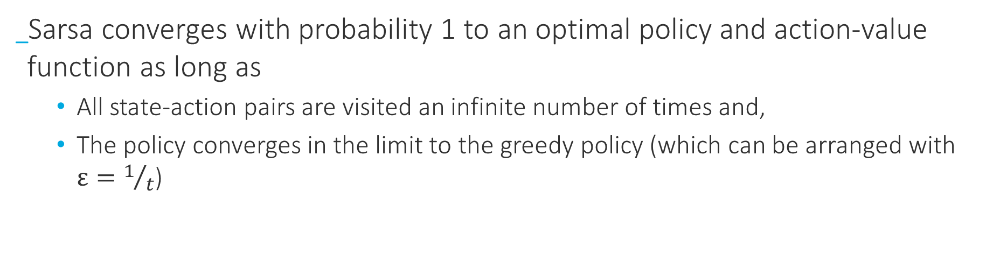 _Sarsa converges with probability 1 to an optimal policy and action-value
function as long as
• All state-action pairs are visited an infinite number of times and,
• The policy converges in the limit to the greedy policy (which can be arranged with
ε = 1/t)